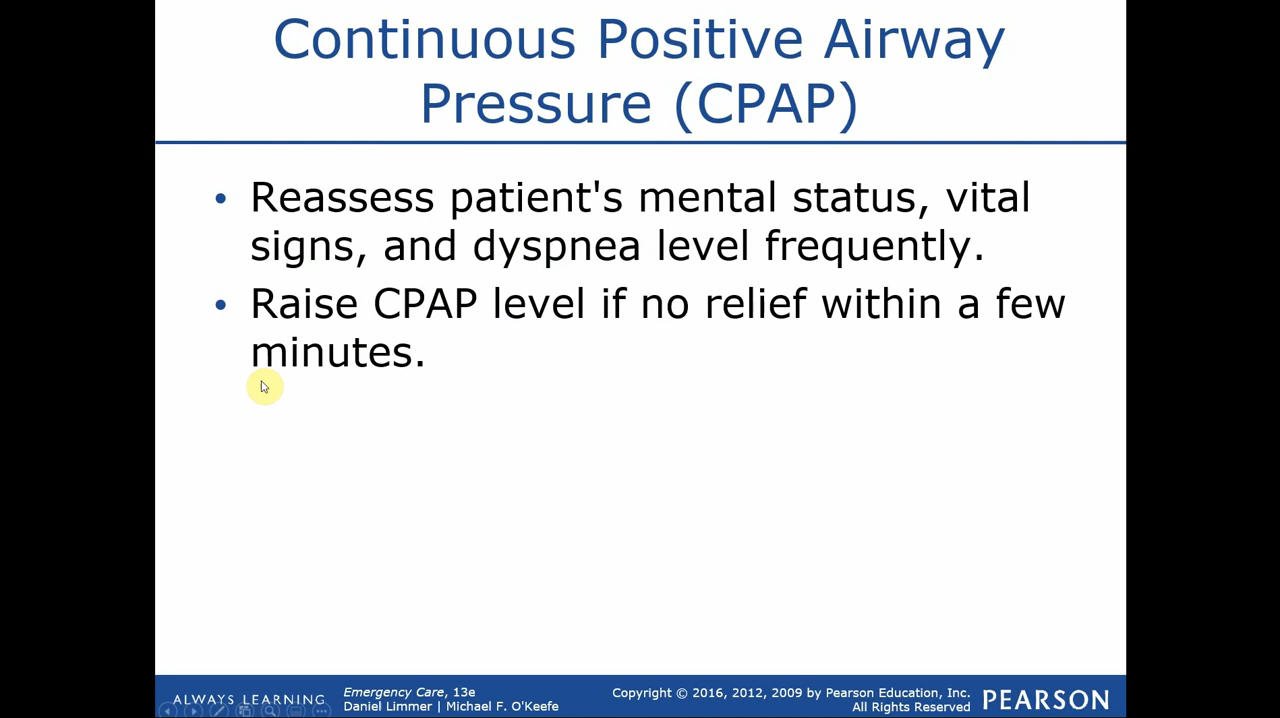 Continuous Positive Airway
Pressure (CPAP)
• Reassess patient's mental status, vital
signs, and dyspnea level frequently.
• Raise CPAP level if no relief within a few
minutes.
ALWAYS LEARNING
Emergency Care, 13e
Daniel Limmer | Michael F. O'Keefe
Copyright © 2016, 2012, 2009 by Pearson Education, Inc.
All Rights Reserved
PEARSON